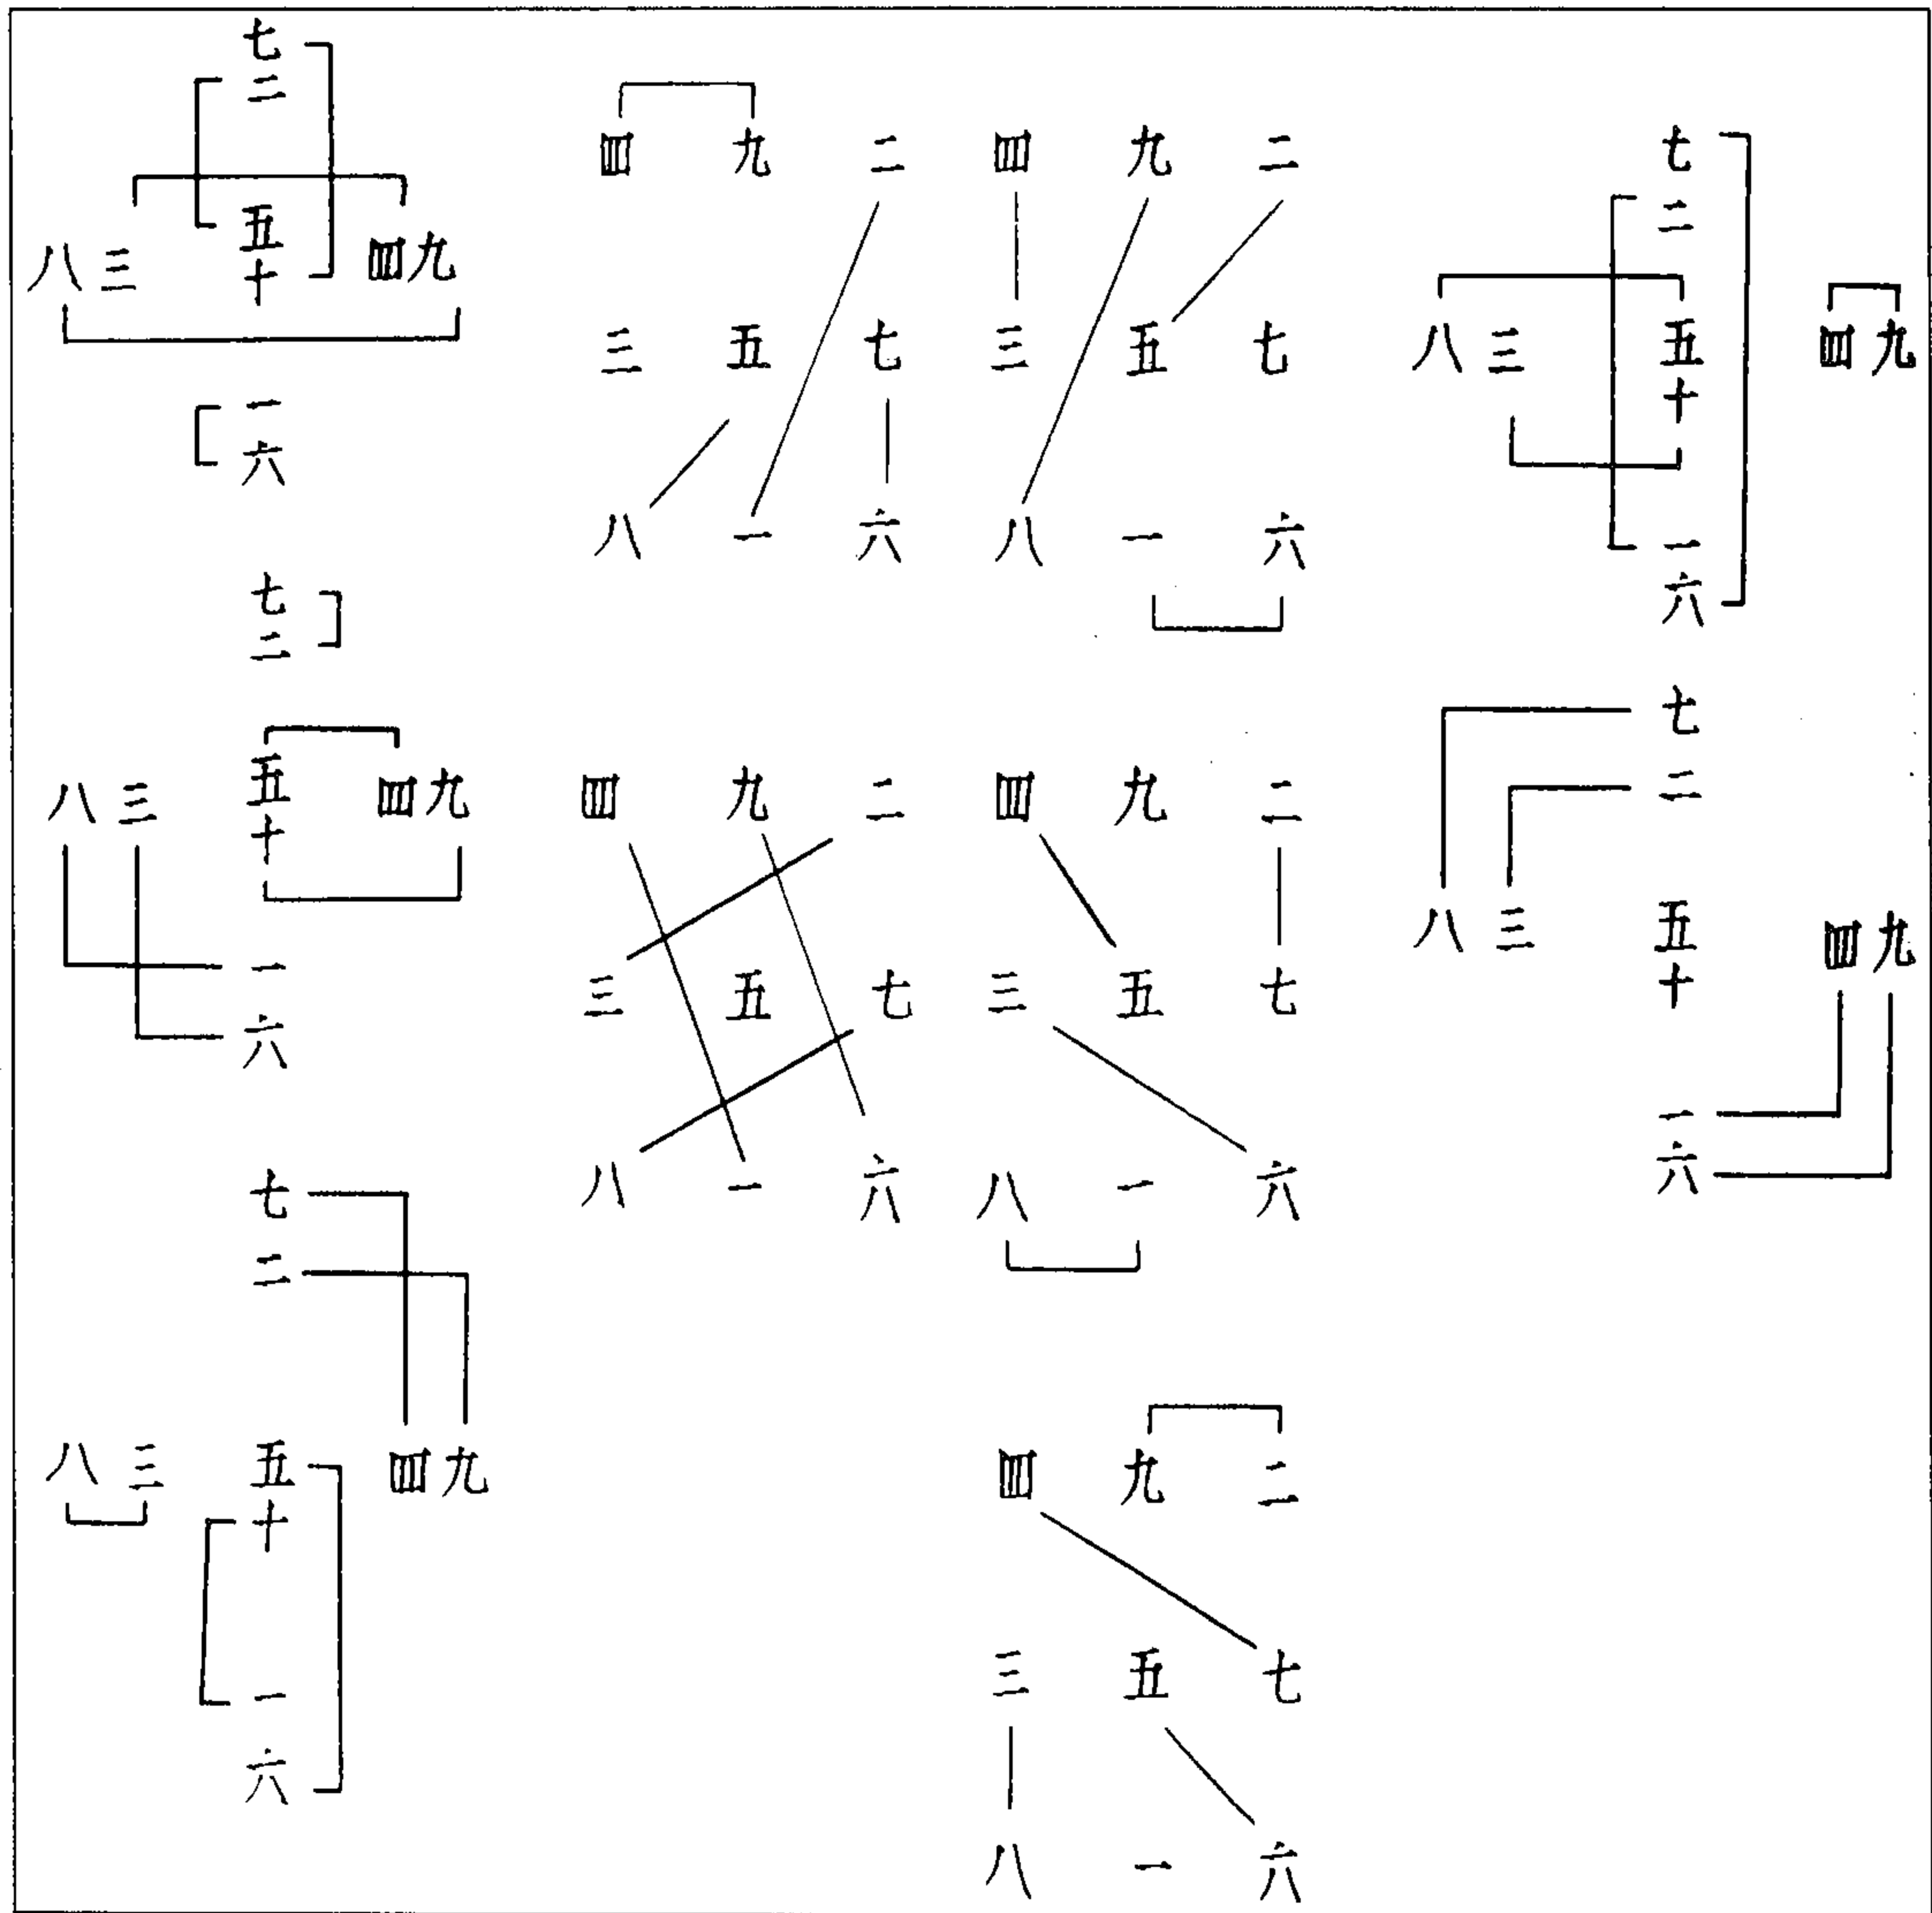 七
二
八三 五 四九
十
一
六
四 九 二 四 九 二
三 五 七 三 五 七
八 一 六 八 一 六
七
二
八三 五 四九
十
一
六
七
二
八三 五 四九
十
一
六
四 九 二 四 九 二
三 五 七 三 五 七
八 一 六 八 一 六
七
二
八三 五 四九
十
一
六
七
二
八三 五 四九
十
一
六
四 九 二
三 五 七
八 一 六